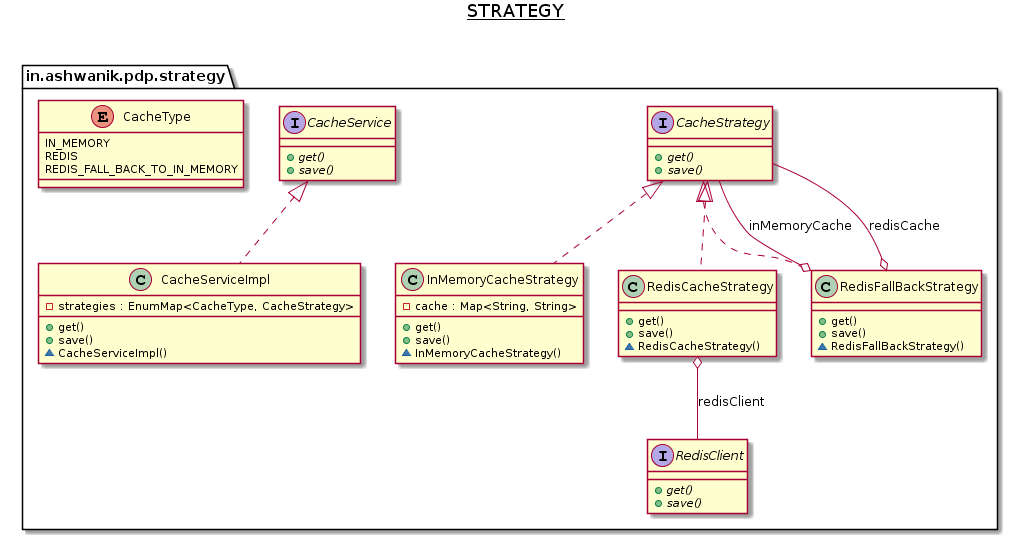 STRATEGY
in.ashwanik.pdp.strategy
E CacheType
IN_MEMORY
REDIS
REDIS_FALL_BACK_TO_IN_MEMORY
I CacheService
get()
save()
I CacheStrategy
get()
save()
inMemoryCache
redisCache
C CacheServiceImpl
strategies : EnumMap<CacheType, CacheStrategy>
get()
save()
CacheServiceImpl()
C InMemoryCacheStrategy
cache : Map<String, String>
get()
save()
InMemoryCacheStrategy()
C RedisCacheStrategy
get()
save()
RedisCacheStrategy()
C RedisFallBackStrategy
get()
save()
RedisFallBackStrategy()
redisClient
I RedisClient
get()
save()